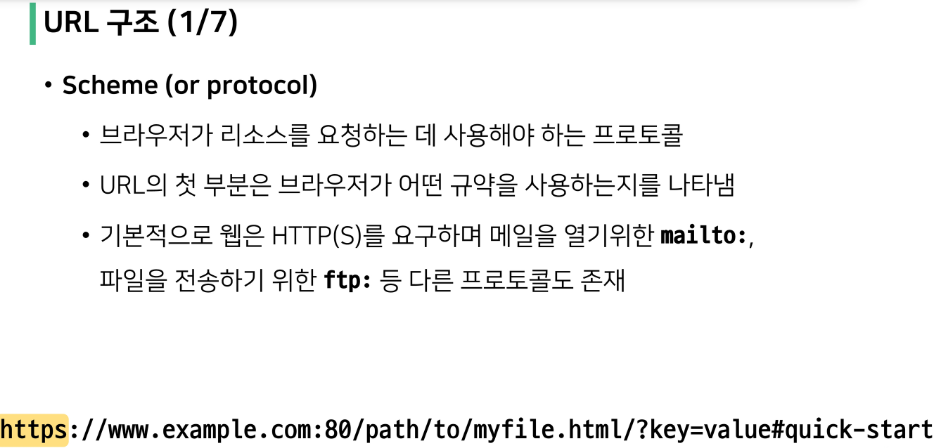 URL 구조 (1/7)
• Scheme (or protocol)
• 브라우저가 리소스를 요청하는 데 사용해야 하는 프로토콜
• URL의 첫 부분은 브라우저가 어떤 규약을 사용하는지를 나타냄
• 기본적으로 웹은 HTTP(S)를 요구하며 메일을 열기위한 mailto:,
파일을 전송하기 위한 ftp: 등 다른 프로토콜도 존재
https://www.example.com:80/path/to/myfile.html/?key=value#quick-start